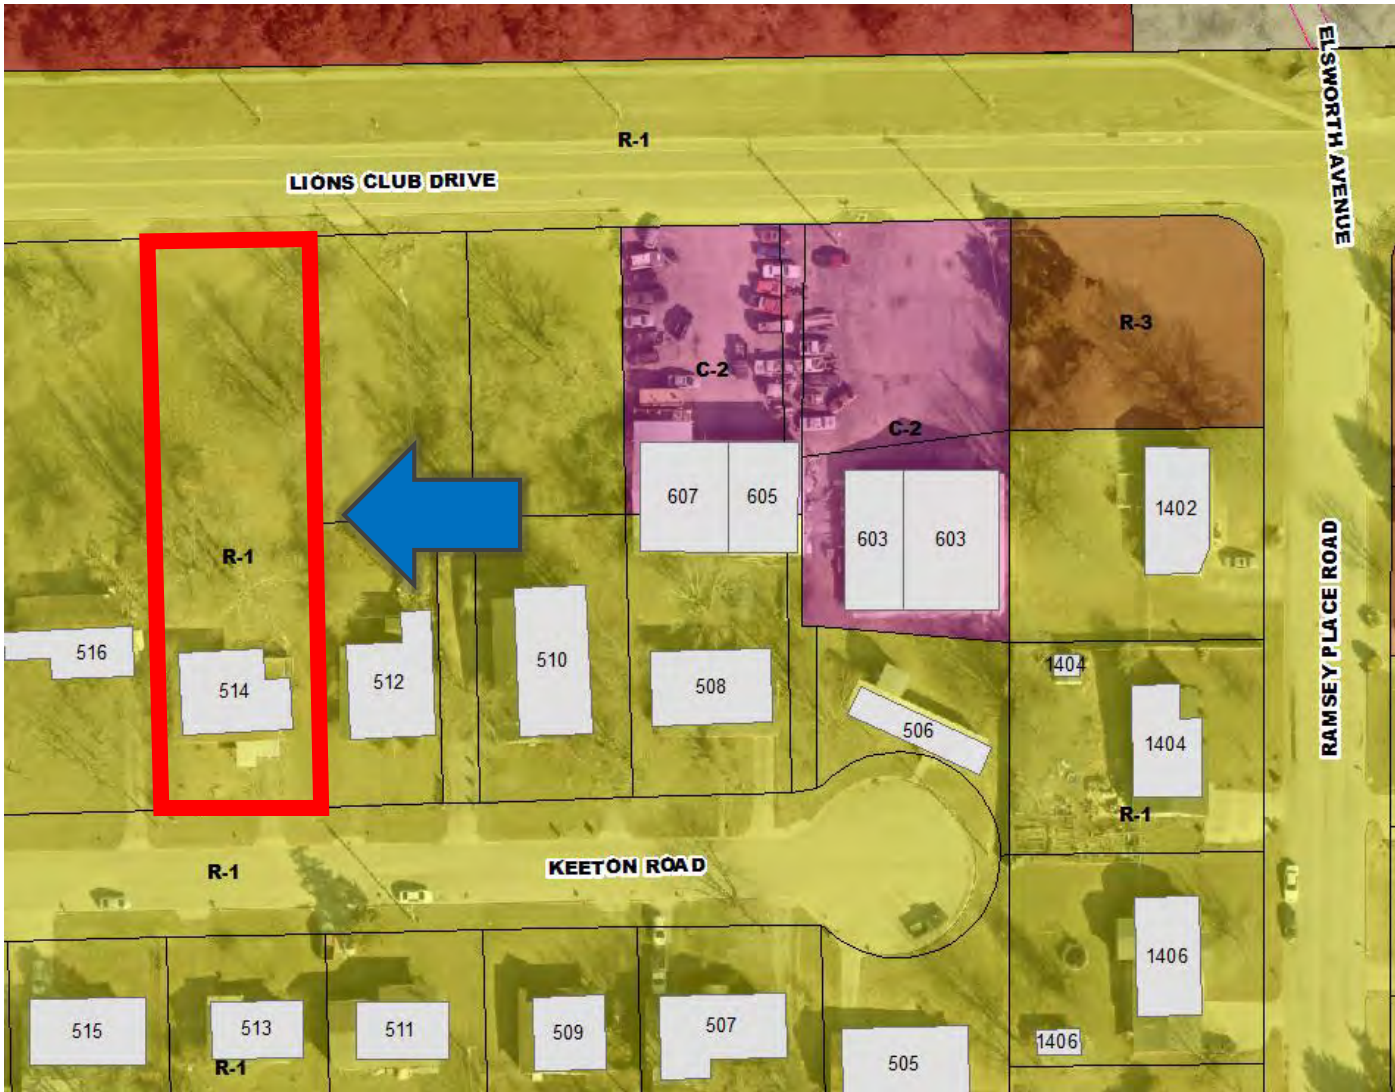 ELSWORTH AVENUE
R-1
LIONS CLUB DRIVE
R-3
C-2
C-2
607
605
1402
603
603
R-1
516
514
512
510
508
506
1404
1404
RAMSEY PLACE ROAD
R-1
KEETON ROAD
R-1
1406
515
513
511
509
507
505
1406
R-1